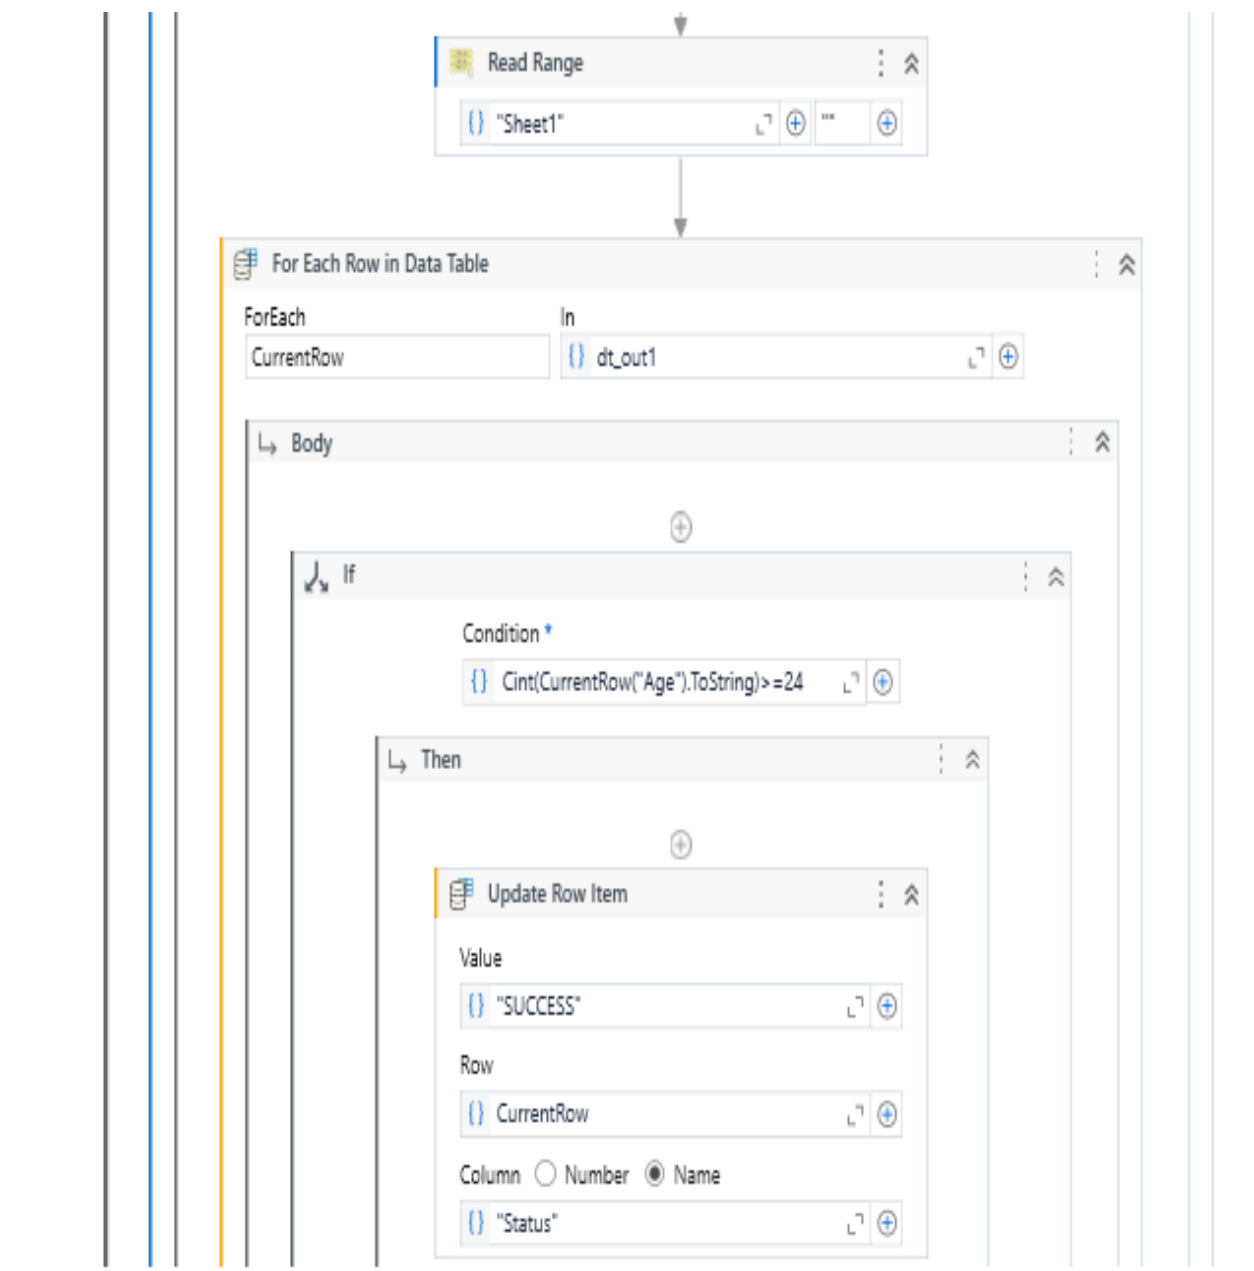 Read Range
"Sheet1" ""
For Each Row in Data Table
ForEach In
CurrentRow dt_out1
Body
If
Condition *
Cint(CurrentRow("Age").ToString)>=24
Then
Update Row Item
Value
"SUCCESS"
Row
CurrentRow
Column Number Name
"Status"